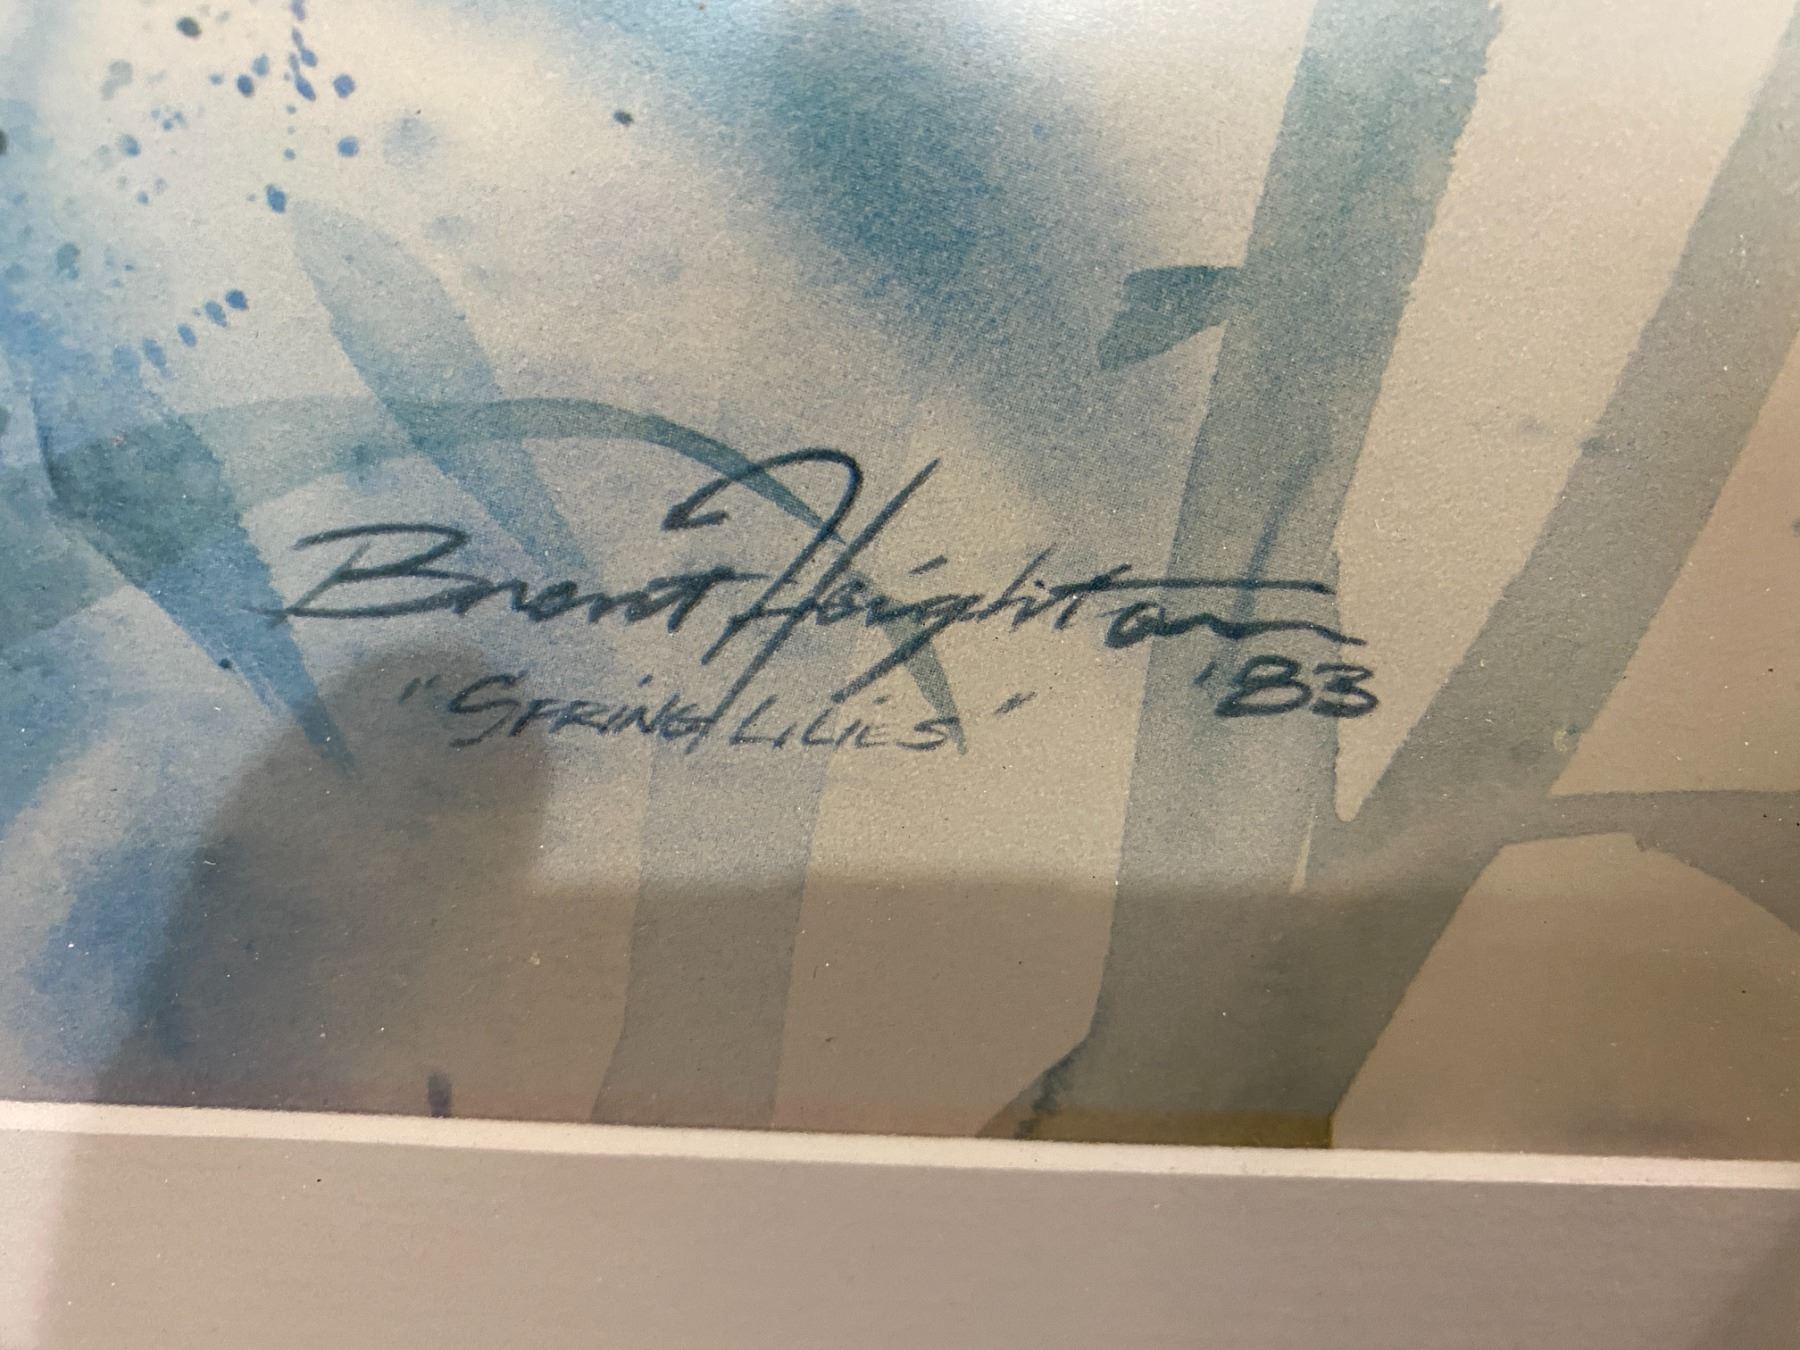 Brent Heighton
'83
"SPRING LILIES"